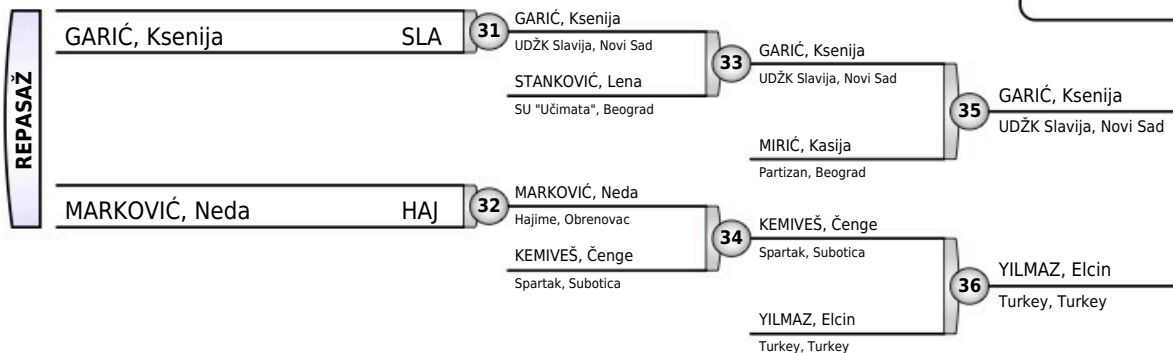 REPASAŽ
GARIĆ, Ksenija SLA
31
GARIĆ, Ksenija
UDŽK Slavija, Novi Sad
STANKOVIĆ, Lena
SU "Učimata", Beograd
33
GARIĆ, Ksenija
UDŽK Slavija, Novi Sad
MIRIĆ, Kasija
Partizan, Beograd
35
GARIĆ, Ksenija
UDŽK Slavija, Novi Sad
MARKOVIĆ, Neda HAJ
32
MARKOVIĆ, Neda
Hajime, Obrenovac
KEMIVEŠ, Čenge
Spartak, Subotica
34
KEMIVEŠ, Čenge
Spartak, Subotica
YILMAZ, Elcin
Turkey, Turkey
36
YILMAZ, Elcin
Turkey, Turkey